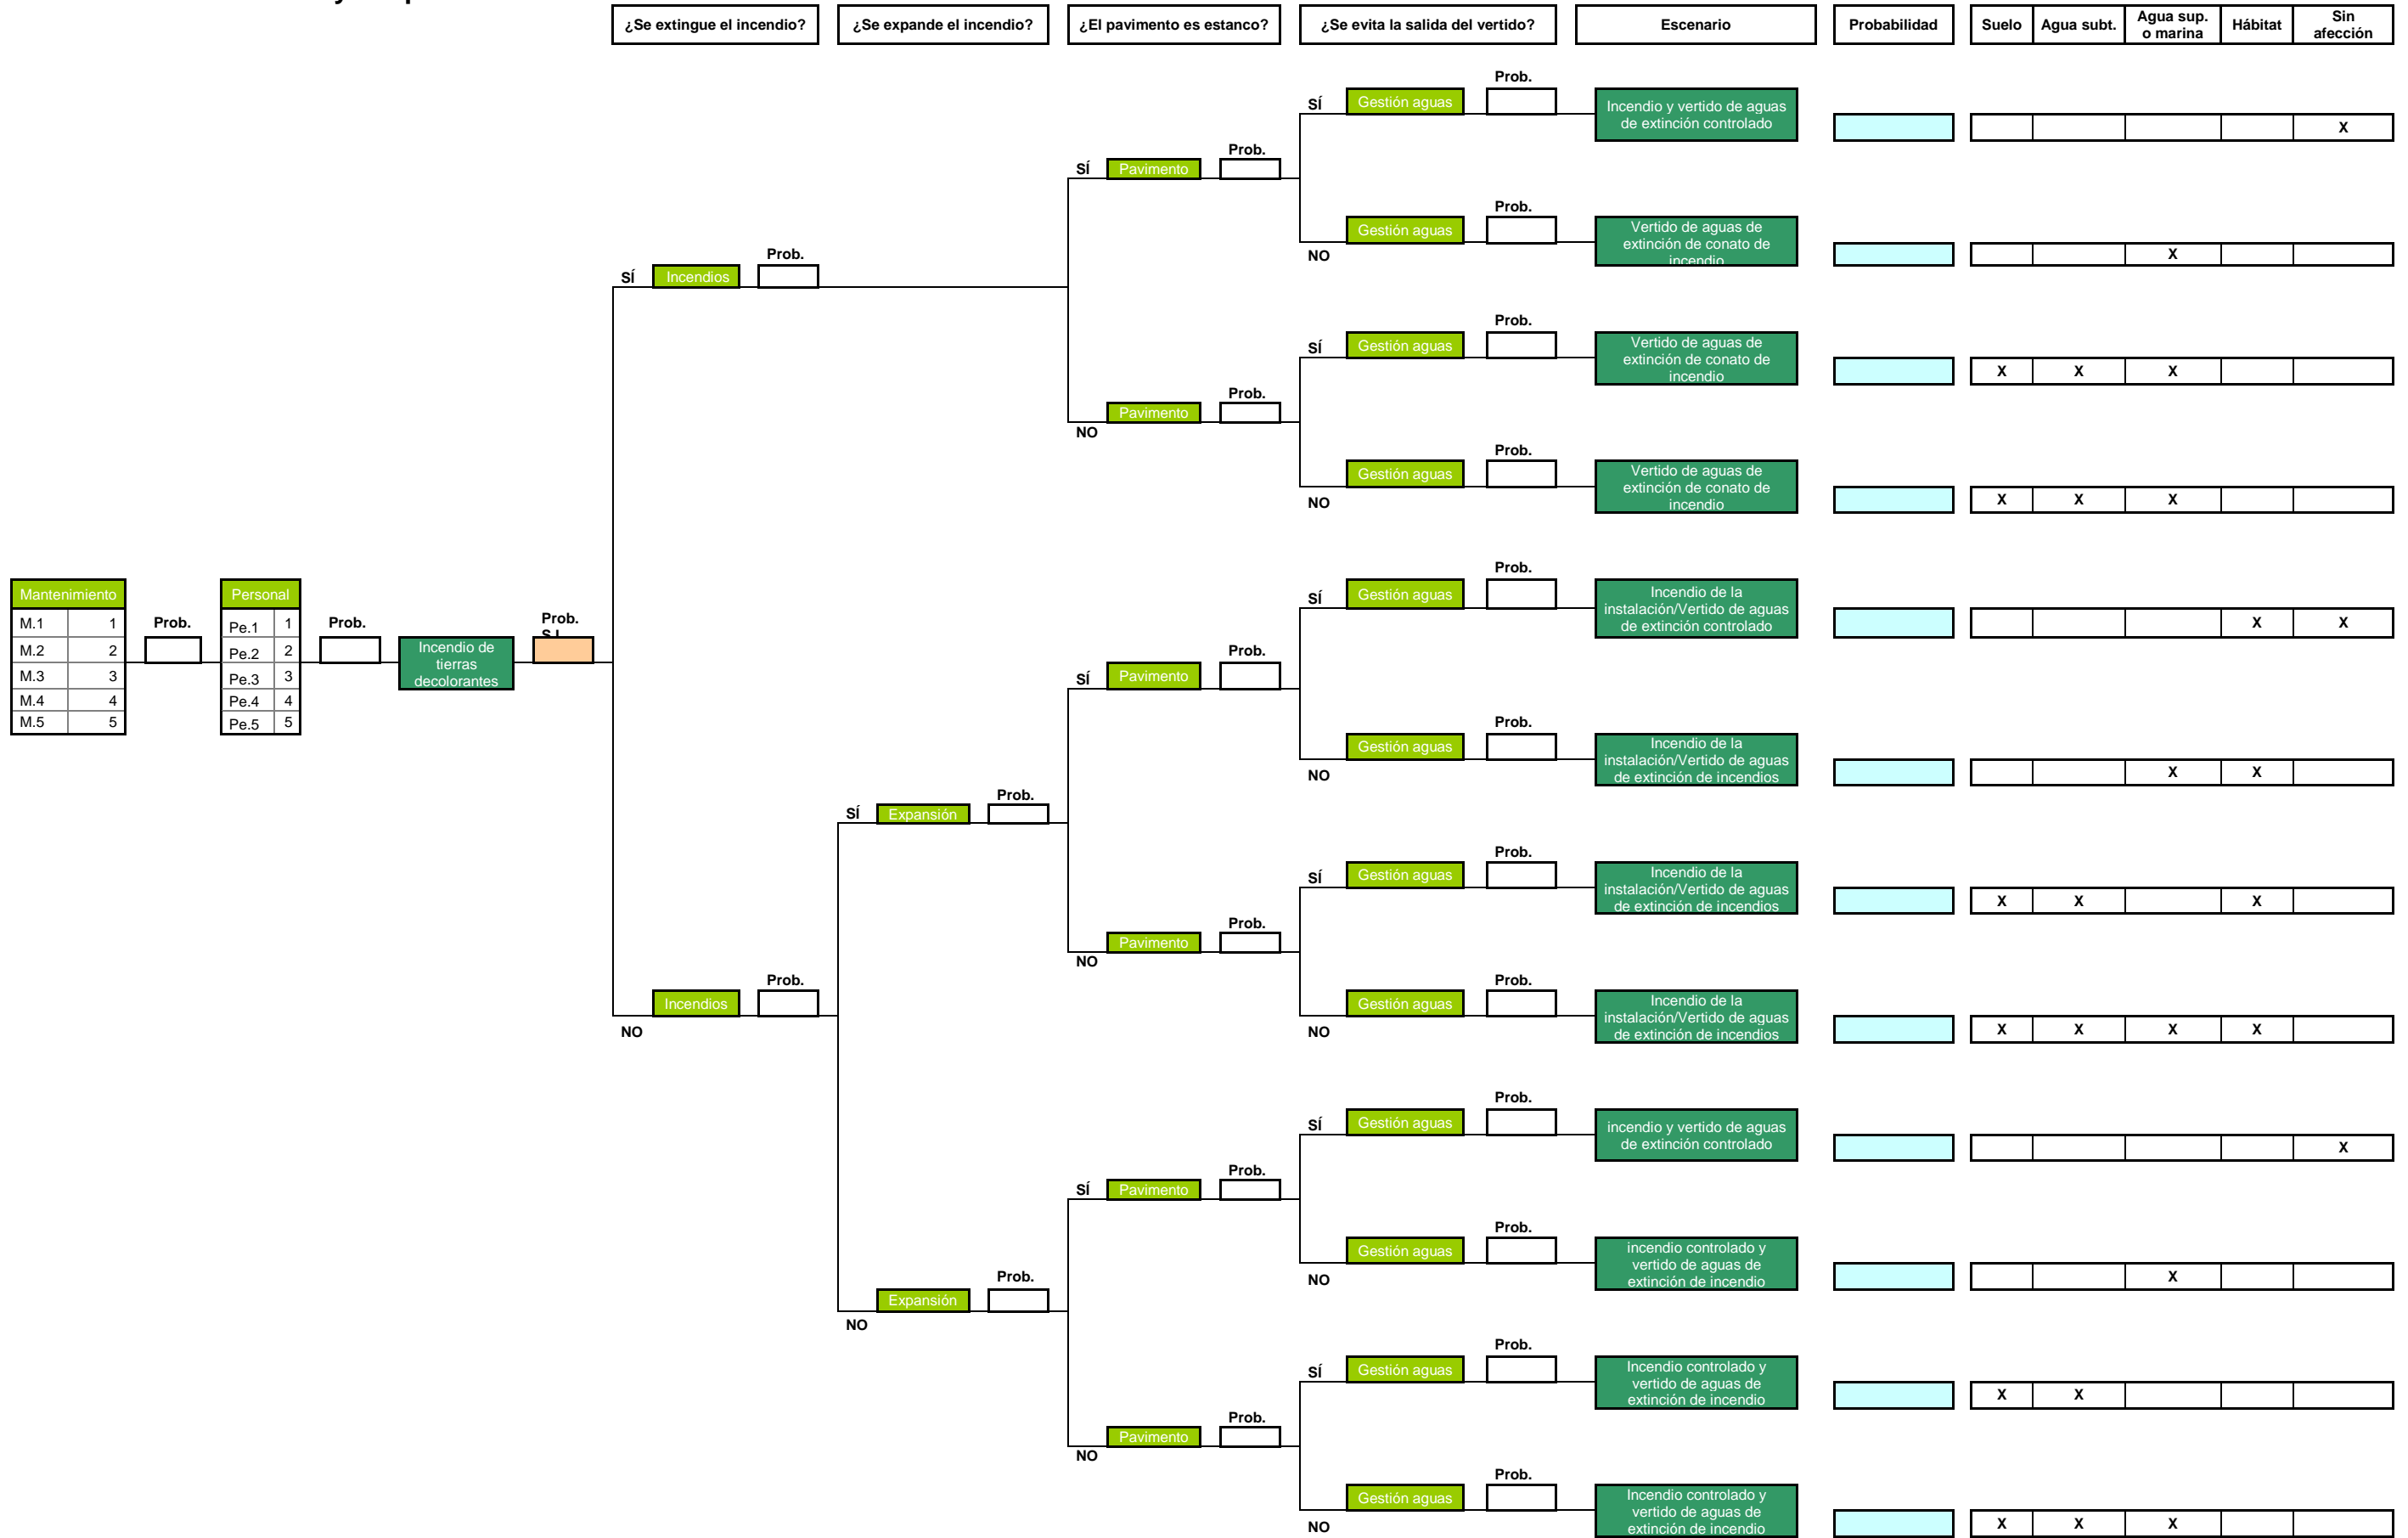 ¿Se extingue el incendio?
¿Se expande el incendio?
¿El pavimento es estanco?
¿Se evita la salida del vertido?
Escenario
Probabilidad
Suelo
Agua subt.
Agua sup.
o marina
Hábitat
Sin
afección
Prob.
SÍ
Gestión aguas
Incendio y vertido de aguas
de extinción controlado
X
Prob.
SÍ
Pavimento
Prob.
Gestión aguas
NO
Vertido de aguas de
extinción de conato de
incendio
X
Prob.
SÍ
Incendios
Prob.
SÍ
Gestión aguas
Vertido de aguas de
extinción de conato de
incendio
X
X
X
Prob.
Pavimento
NO
Prob.
Gestión aguas
NO
Vertido de aguas de
extinción de conato de
incendio
X
X
X
Mantenimiento
M.1 1
M.2 2
M.3 3
M.4 4
M.5 5
Prob.
Personal
Pe.1 1
Pe.2 2
Pe.3 3
Pe.4 4
Pe.5 5
Prob.
Incendio de
tierras
decolorantes
Prob.
S.I.
Prob.
SÍ
Gestión aguas
Incendio de la
instalación/Vertido de aguas
de extinción controlado
X
X
Prob.
SÍ
Pavimento
Prob.
Gestión aguas
NO
Incendio de la
instalación/Vertido de aguas
de extinción de incendios
X
X
Prob.
SÍ
Expansión
Prob.
SÍ
Gestión aguas
Incendio de la
instalación/Vertido de aguas
de extinción de incendios
X
X
X
Prob.
Pavimento
NO
Prob.
Incendios
NO
Prob.
Gestión aguas
NO
Incendio de la
instalación/Vertido de aguas
de extinción de incendios
X
X
X
X
Prob.
SÍ
Gestión aguas
incendio y vertido de aguas
de extinción controlado
X
Prob.
SÍ
Pavimento
Prob.
Gestión aguas
NO
incendio controlado y
vertido de aguas de
extinción de incendio
X
Prob.
Expansión
NO
Prob.
SÍ
Gestión aguas
Incendio controlado y
vertido de aguas de
extinción de incendio
X
X
Prob.
Pavimento
NO
Prob.
Gestión aguas
NO
Incendio controlado y
vertido de aguas de
extinción de incendio
X
X
X